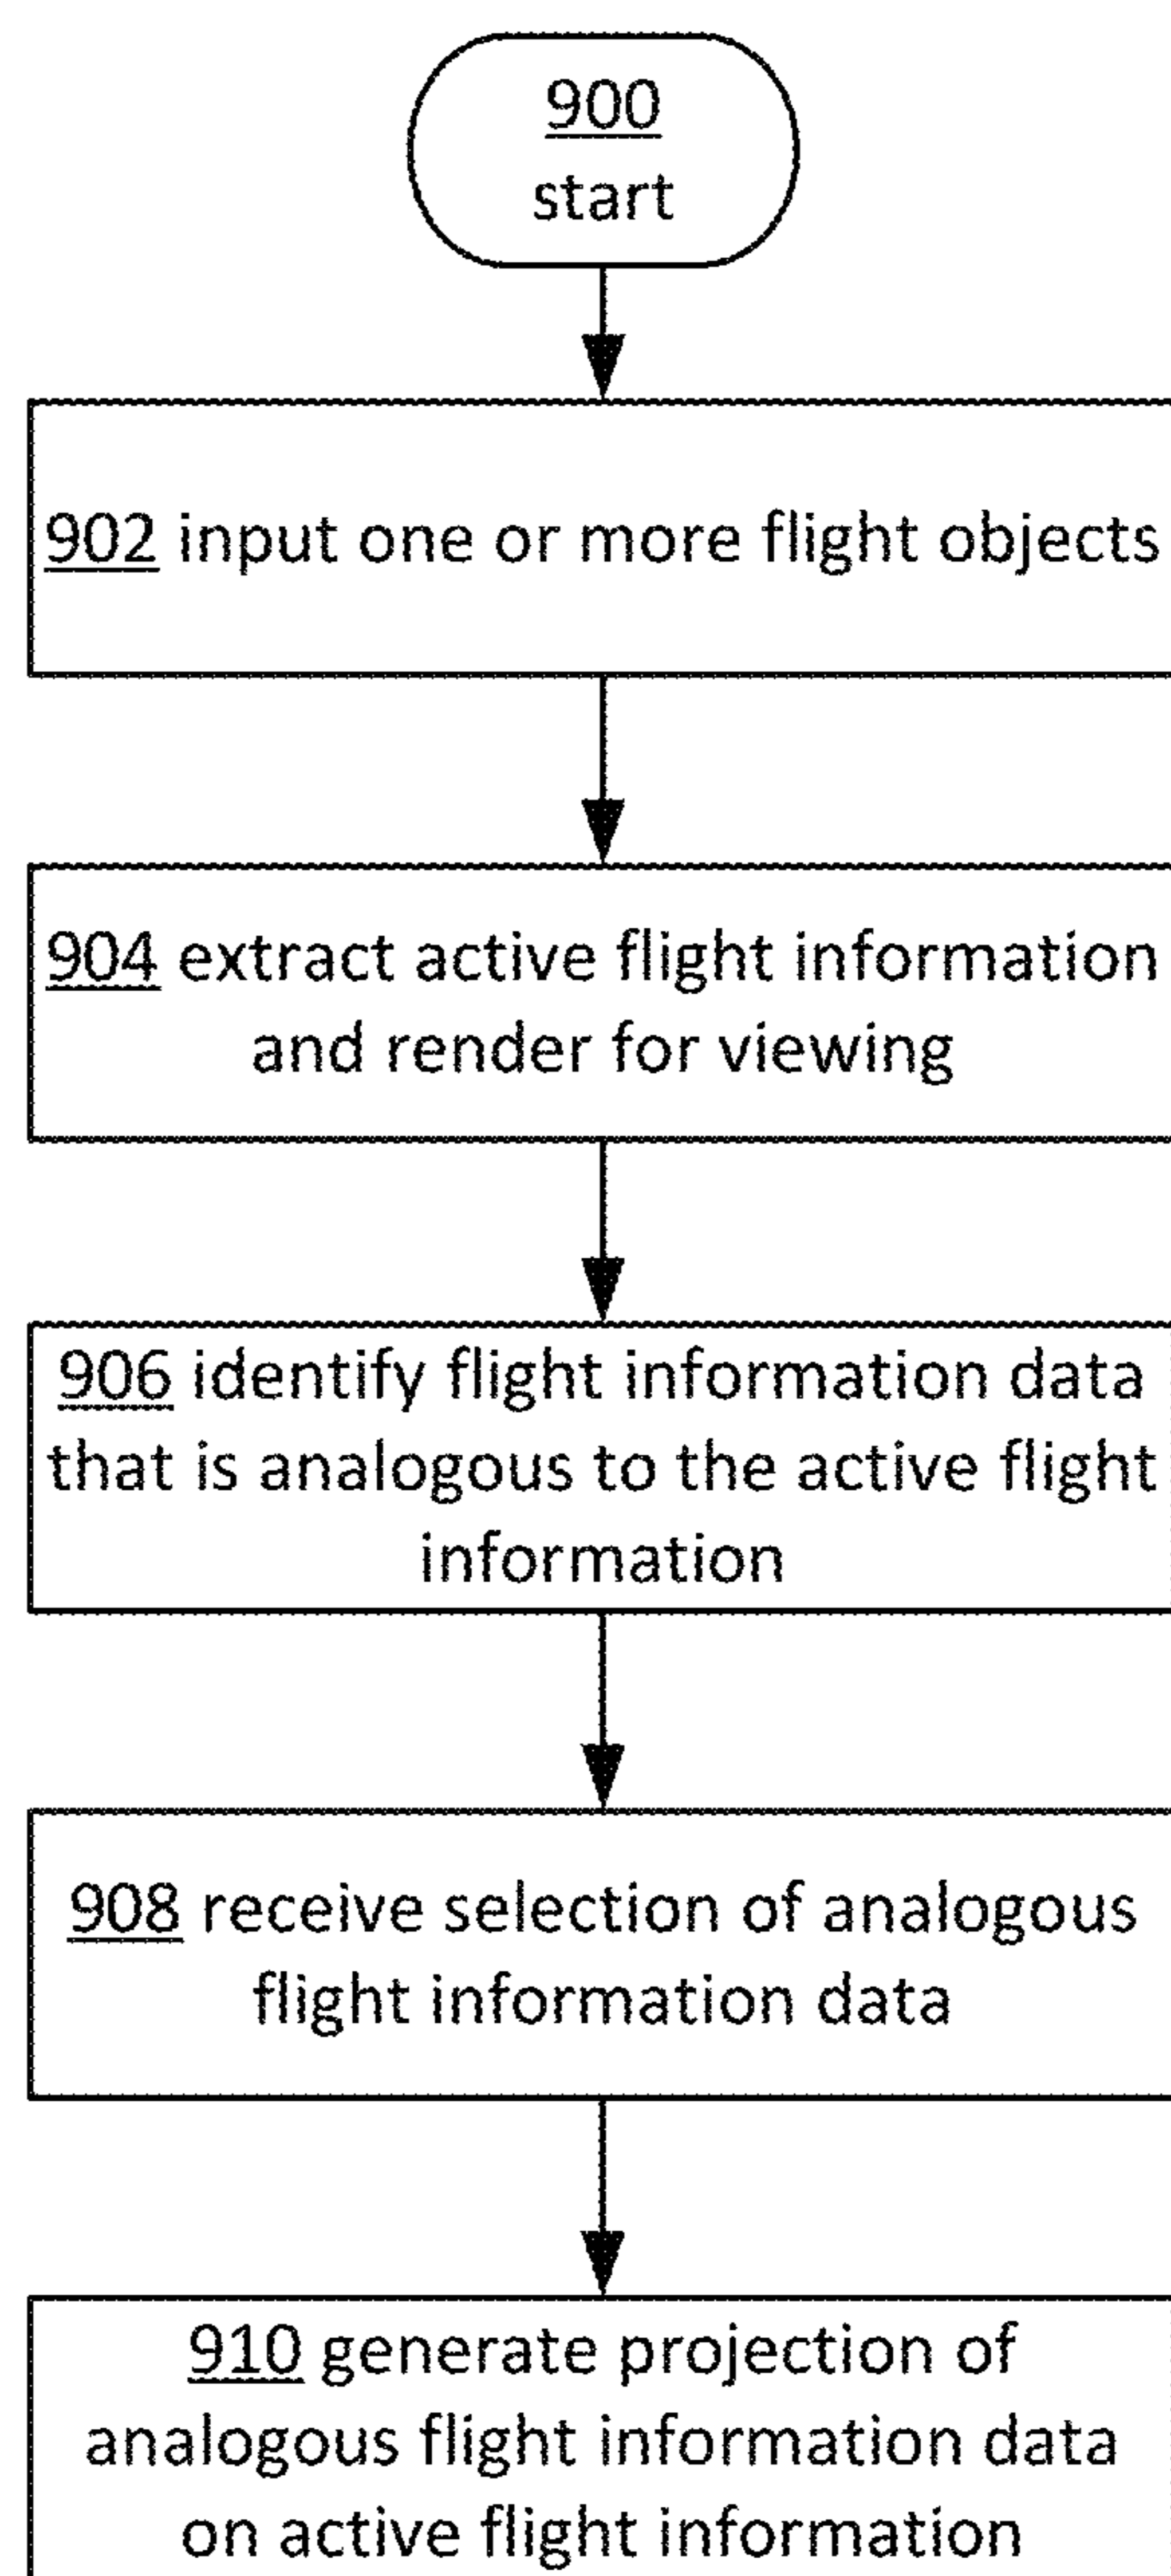 900
start
902 input one or more flight objects
904 extract active flight information
and render for viewing
906 identify flight information data
that is analogous to the active flight
information
908 receive selection of analogous
flight information data
910 generate projection of
analogous flight information data
on active flight information